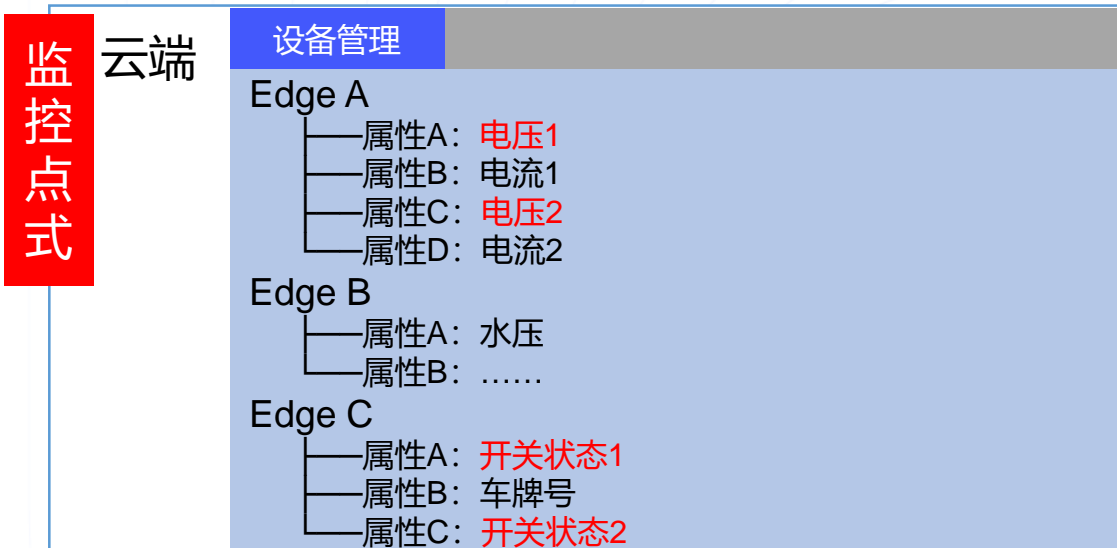 监控点式
云端
设备管理
Edge A
属性A：电压1
属性B：电流1
属性C：电压2
属性D：电流2
Edge B
属性A：水压
属性B：……
Edge C
属性A：开关状态1
属性B：车牌号
属性C：开关状态2